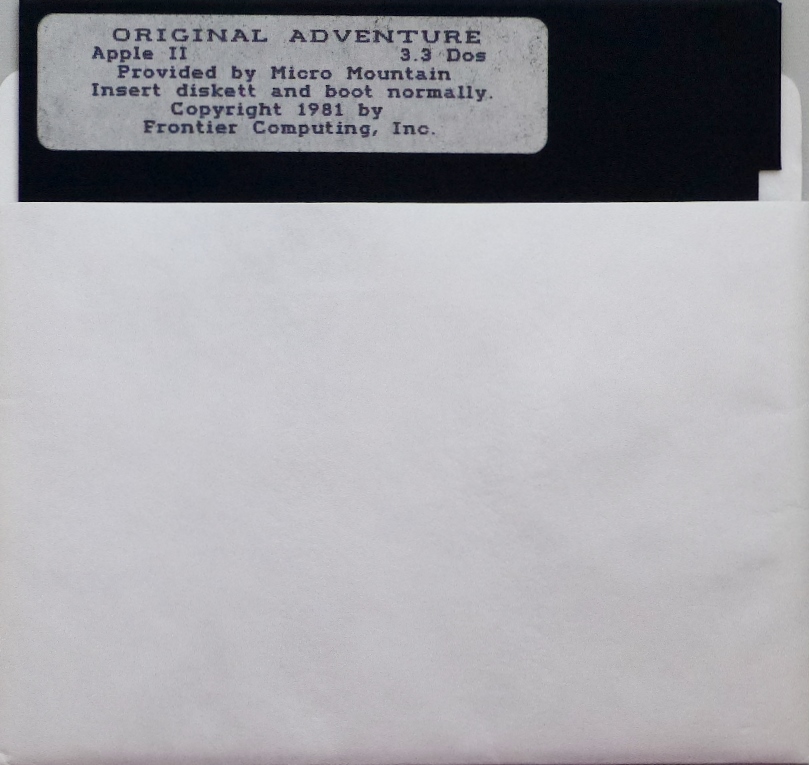 ORIGINAL ADVENTURE
Apple II 3.3 Dos
Provided by Micro Mountain
Insert diskett and boot normally.
Copyright 1981 by
Frontier Computing, Inc.